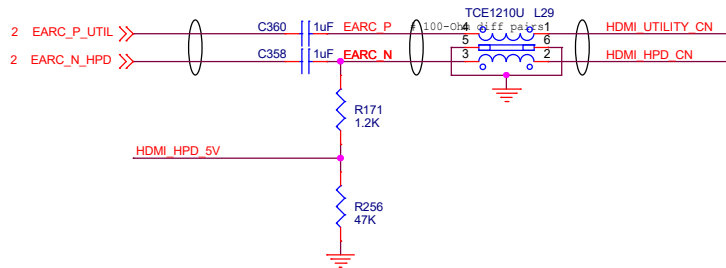 TCE1210U L29
2 EARC_P_UTIL C360 1uF EARC_P # 100-Ohm diff pairs 4 1 HDMI_UTILITY_CN
5 6
2 EARC_N_HPD C358 1uF EARC_N 3 2 HDMI_HPD_CN
R171
1.2K
HDMI_HPD_5V
R256
47K